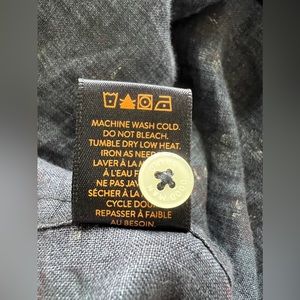 MACHINE WASH COLD.
DO NOT BLEACH.
TUMBLE DRY LOW HEAT.
IRON AS
LAVER À LA
À L'EAU
NE PAS
SÉCHER À LA
CYCLE
REPASSER À FAIBLE
AU BESOIN.